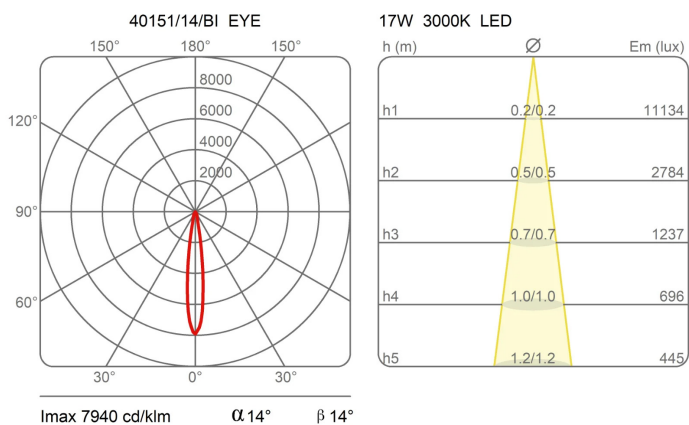 40151/14/BI EYE
150° 180° 150°
8000
6000
4000
2000
120°
90°
60°
30° 0° 30°
Imax 7940 cd/klm α 14° β 14°
17W 3000K LED
h (m) ∅ Em (lux)
h1 0.2/0.2 11134
h2 0.5/0.5 2784
h3 0.7/0.7 1237
h4 1.0/1.0 696
h5 1.2/1.2 445